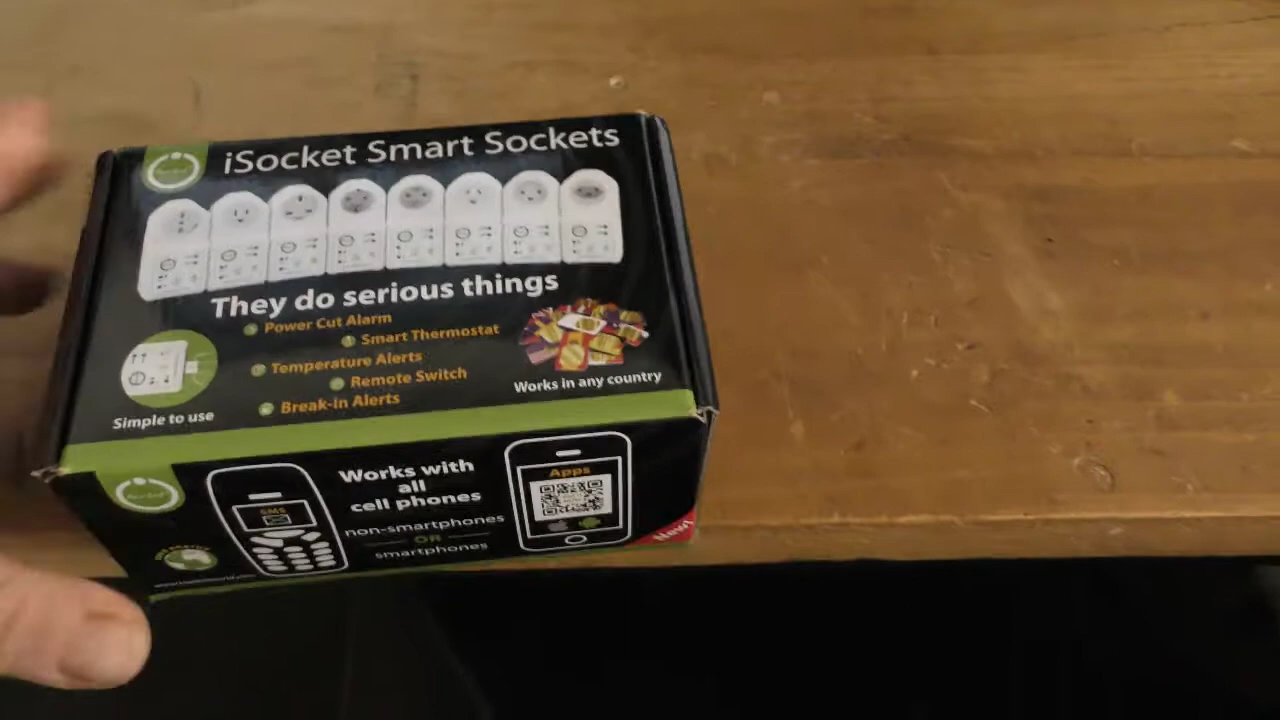 iSocket Smart Sockets
They do serious things
Power Cut Alarm
Smart Thermostat
Temperature Alerts
Remote Switch
Break-in Alerts
Simple to use
Works in any country
Works with
all
cell phones
non-smartphones
OR
smartphones
SMS
Apps
New!